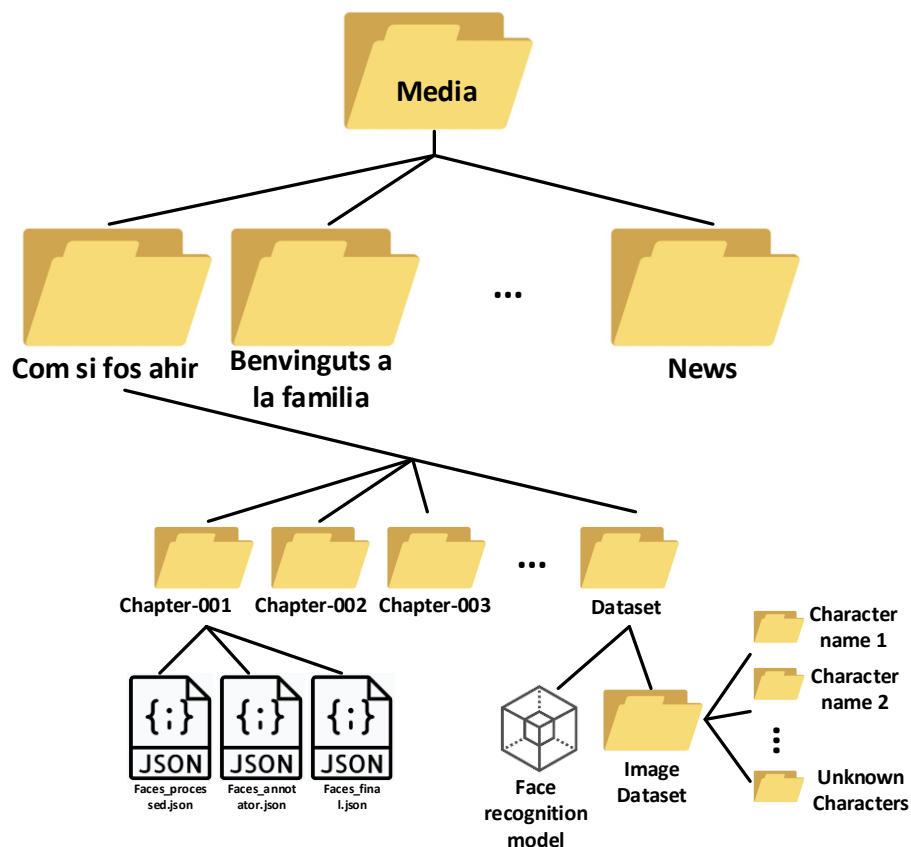 Media
...
Com si fos ahir
Benvinguts a
la familia
News
...
Chapter-001
Chapter-002
Chapter-003
Dataset
Character
name 1
Character
name 2
...
Unknown
Characters
{;}
JSON
{;}
JSON
{;}
JSON
Faces_proces
sed.json
Faces_annot
ator.json
Faces_fina
l.json
Face
recognition
model
Image
Dataset